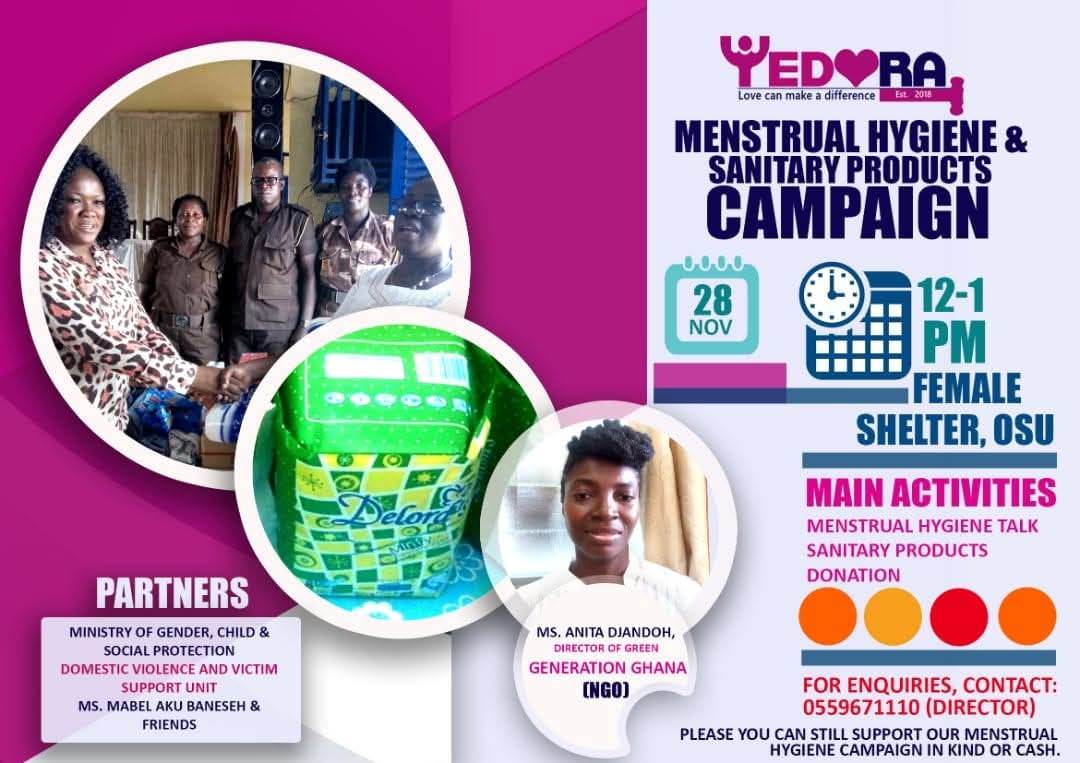 YEDORA
Love can make a difference
Est. 2018
MENSTRUAL HYGIENE &
SANITARY PRODUCTS
CAMPAIGN
28
NOV
12-1
PM
FEMALE
SHELTER, OSU
MAIN ACTIVITIES
MENSTRUAL HYGIENE TALK
SANITARY PRODUCTS
DONATION
FOR ENQUIRIES, CONTACT:
0559671110 (DIRECTOR)
PLEASE YOU CAN STILL SUPPORT OUR MENSTRUAL
HYGIENE CAMPAIGN IN KIND OR CASH.
Delora
PARTNERS
MINISTRY OF GENDER, CHILD &
SOCIAL PROTECTION
DOMESTIC VIOLENCE AND VICTIM
SUPPORT UNIT
MS. MABEL AKU BANESEH &
FRIENDS
MS. ANITA DJANDOH,
DIRECTOR OF GREEN
GENERATION GHANA
(NGO)